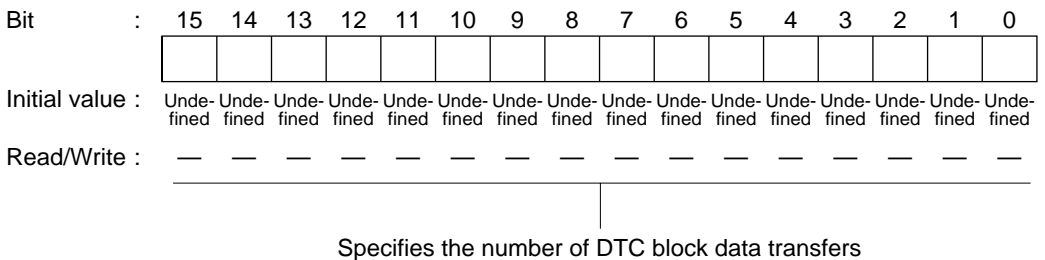 Bit : 15 14 13 12 11 10 9 8 7 6 5 4 3 2 1 0
Initial value : Unde- Unde- Unde- Unde- Unde- Unde- Unde- Unde- Unde- Unde- Unde- Unde- Unde- Unde- Unde- Unde-
fined fined fined fined fined fined fined fined fined fined fined fined fined fined fined fined
Read/Write : — — — — — — — — — — — — — — — —
Specifies the number of DTC block data transfers